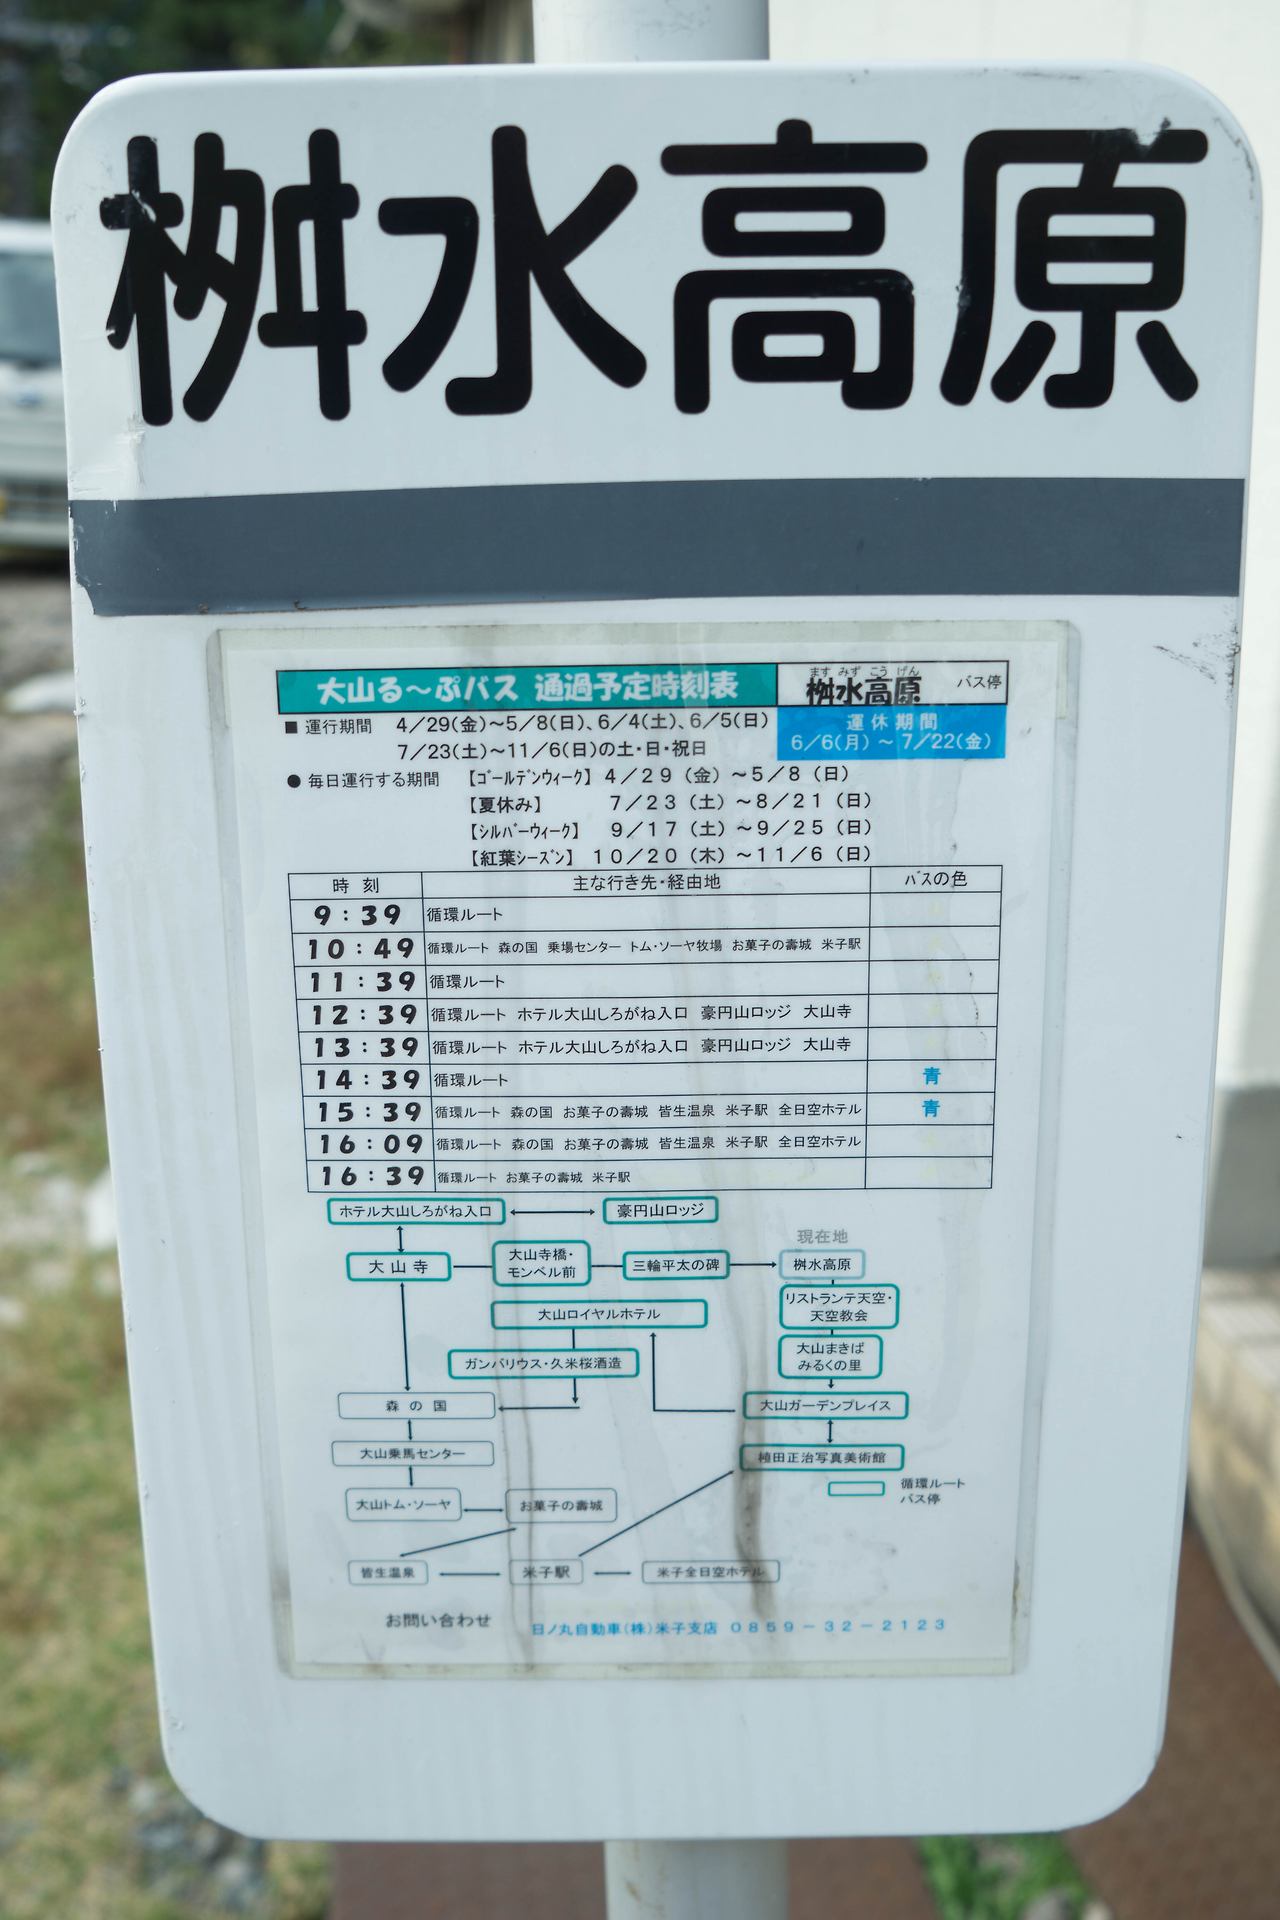 桝水高原
大山る〜ぷバス 通過予定時刻表
ます みず こう げん
桝水高原 バス停
■ 運行期間 4/29(金)〜5/8(日)、6/4(土)、6/5(日)
7/23(土)〜11/6(日)の土・日・祝日
運休期間
6/6(月)〜7/22(金)
● 毎日運行する期間 【ゴールデンウィーク】 4/29(金)〜5/8(日)
【夏休み】 7/23(土)〜8/21(日)
【シルバーウィーク】 9/17(土)〜9/25(日)
【紅葉シーズン】 10/20(木)〜11/6(日)
時刻 主な行き先・経由地 バスの色
9:39 循環ルート
10:49 循環ルート 森の国 乗場センター トム・ソーヤ牧場 お菓子の壽城 米子駅
11:39 循環ルート
12:39 循環ルート ホテル大山しろがね入口 豪円山ロッジ 大山寺
13:39 循環ルート ホテル大山しろがね入口 豪円山ロッジ 大山寺
14:39 循環ルート 青
15:39 循環ルート 森の国 お菓子の壽城 皆生温泉 米子駅 全日空ホテル 青
16:09 循環ルート 森の国 お菓子の壽城 皆生温泉 米子駅 全日空ホテル
16:39 循環ルート お菓子の壽城 米子駅
ホテル大山しろがね入口 豪円山ロッジ
現在地
大山寺
大山寺橋・
モンベル前
三輪平太の碑
桝水高原
リストランテ天空・
天空教会
大山ロイヤルホテル
大山まきば
みるくの里
ガンバリウス・久米桜酒造
森の国
大山ガーデンプレイス
大山乗馬センター
植田正治写真美術館
循環ルート
バス停
大山トム・ソーヤ お菓子の壽城
皆生温泉 米子駅 米子全日空ホテル
お問い合わせ 日ノ丸自動車(株)米子支店 0859-32-2123